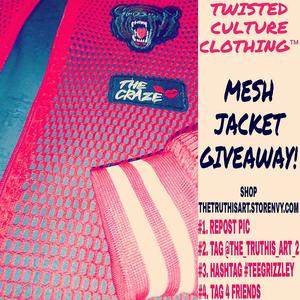 THE
CRAZE
TWISTED
CULTURE
CLOTHING™
MESH
JACKET
GIVEAWAY!
SHOP
THETRUTHISART.STORENVY.COM
#1. REPOST PIC
#2. TAG @THE_TRUTHIS_ART_2
#3. HASHTAG #TEEGRIZZLEY
#4. TAG 4 FRIENDS